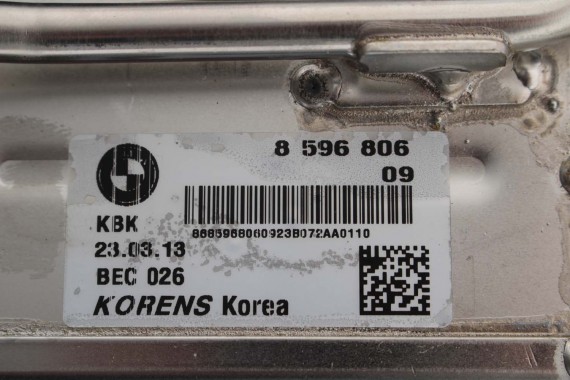 8 596 806
09
8685968060923B072AA0110
KBK
23.03.13
BEC 026
KORENS Korea